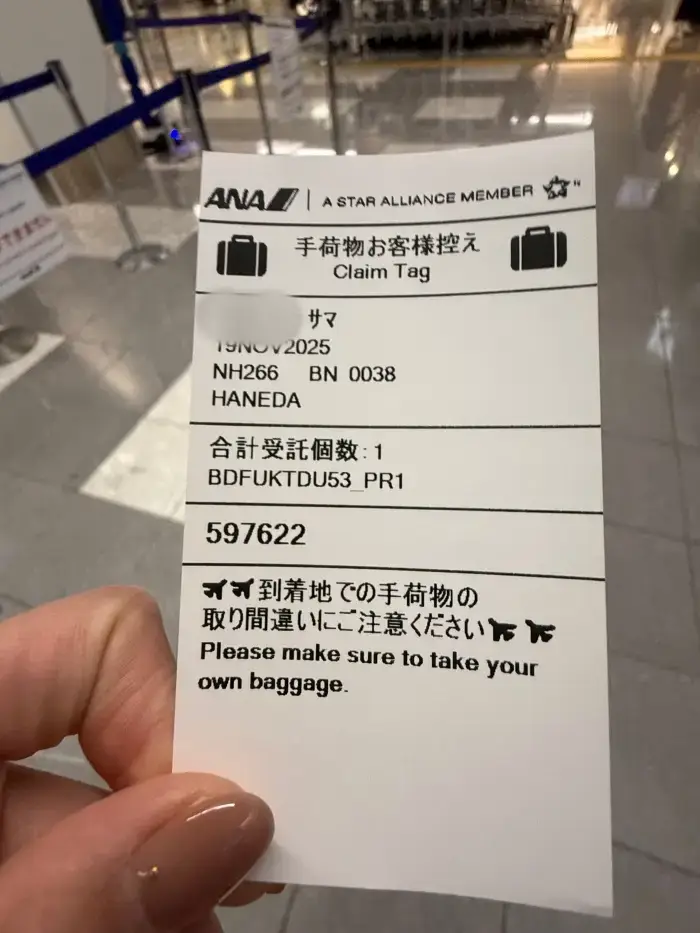 ANA | A STAR ALLIANCE MEMBER
手荷物お客様控え
Claim Tag
サマ
19NOV2025
NH266 BN 0038
HANEDA
合計受託個数:1
BDFUKTDU53_PR1
597622
到着地での手荷物の
取り間違いにご注意ください
Please make sure to take your
own baggage.